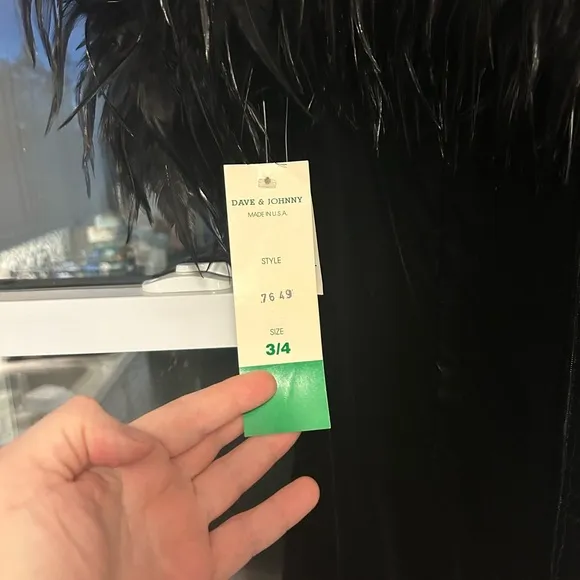 DAVE & JOHNNY
MADE IN U.S.A.
STYLE
7649
SIZE
3/4